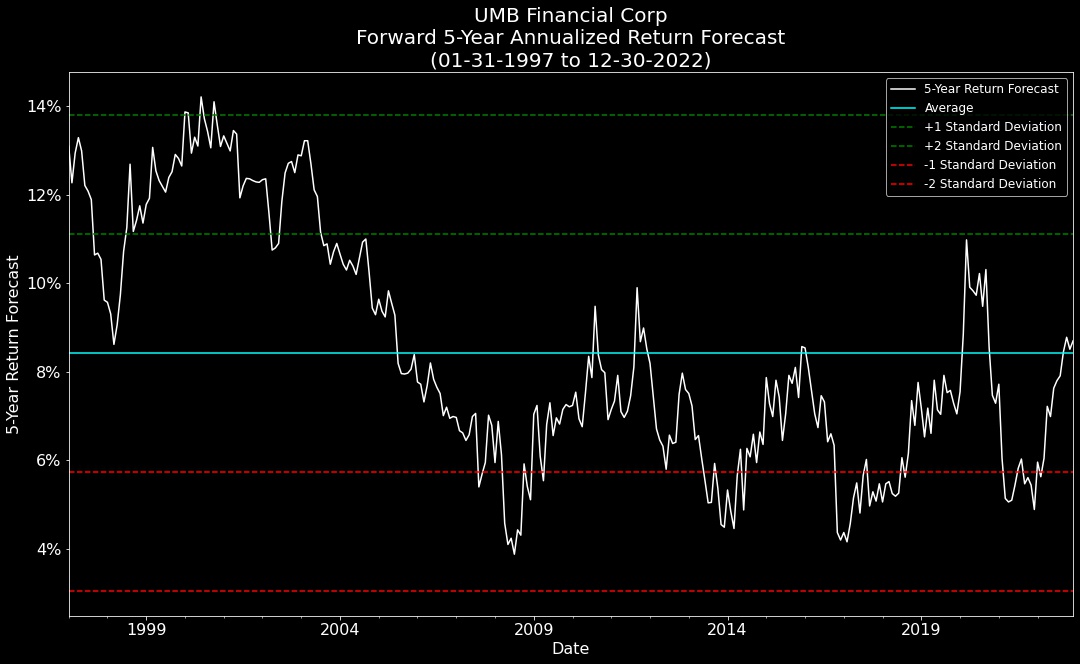 UMB Financial Corp
Forward 5-Year Annualized Return Forecast
(01-31-1997 to 12-30-2022)
5-Year Return Forecast
Average
+1 Standard Deviation
+2 Standard Deviation
-1 Standard Deviation
-2 Standard Deviation
14%
12%
10%
8%
6%
4%
5-Year Return Forecast
1999 2004 2009 2014 2019
Date